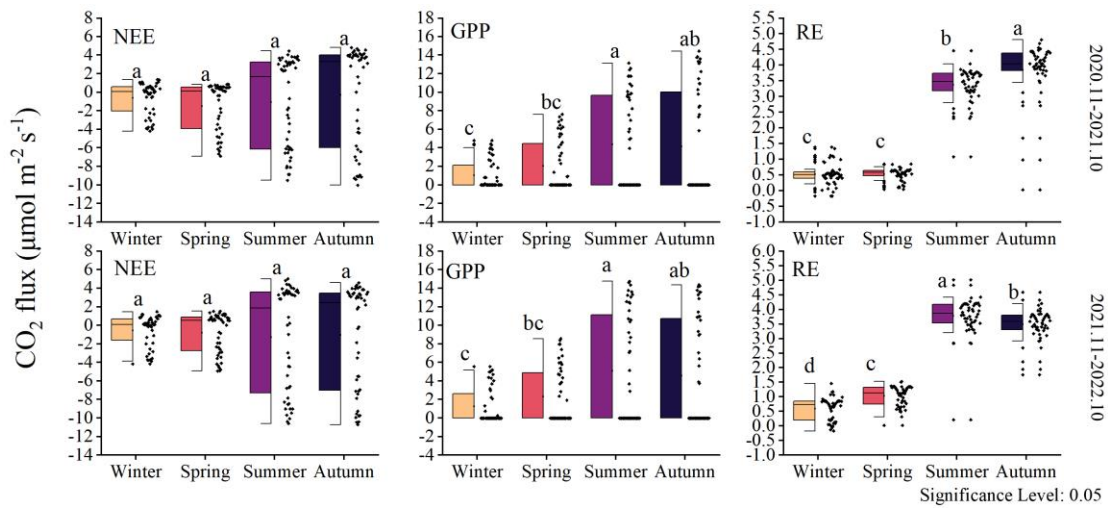 CO₂ flux (μmol m⁻² s⁻¹)
NEE
8
6
4
2
0
-2
-4
-6
-8
-10
-12
-14
a
a
a
a
Winter Spring Summer Autumn
GPP
18
16
14
12
10
8
6
4
2
0
-2
-4
c
bc
a
ab
Winter Spring Summer Autumn
RE
5.5
5.0
4.5
4.0
3.5
3.0
2.5
2.0
1.5
1.0
0.5
0.0
-0.5
-1.0
c
c
b
a
Winter Spring Summer Autumn
2020.11-2021.10
NEE
8
6
4
2
0
-2
-4
-6
-8
-10
-12
-14
a
a
a
a
Winter Spring Summer Autumn
GPP
18
16
14
12
10
8
6
4
2
0
-2
4
c
bc
a
ab
Winter Spring Summer Autumn
RE
6.0
5.5
5.0
4.5
4.0
3.5
3.0
2.5
2.0
1.5
1.0
0.5
0.0
-0.5
-1.0
d
c
a
b
Winter Spring Summer Autumn
2021.11-2022.10
Significance Level: 0.05